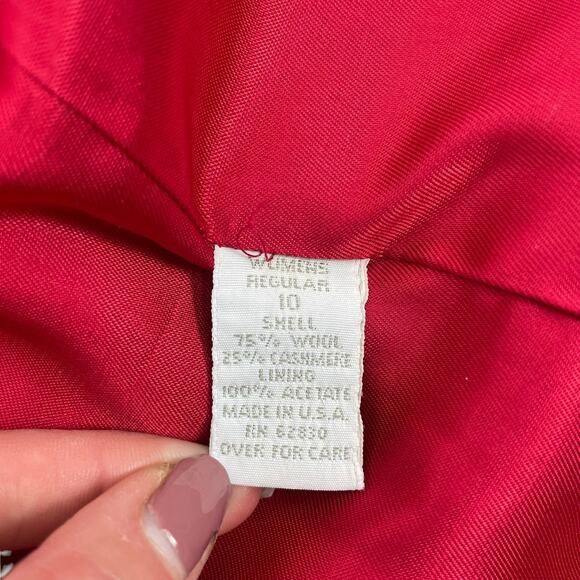 WOMENS
REGULAR
10
SHELL
75% WOOL
25% CASHMERE
LINING
100% ACETATE
MADE IN U.S.A.
RN 62830
OVER FOR CARE